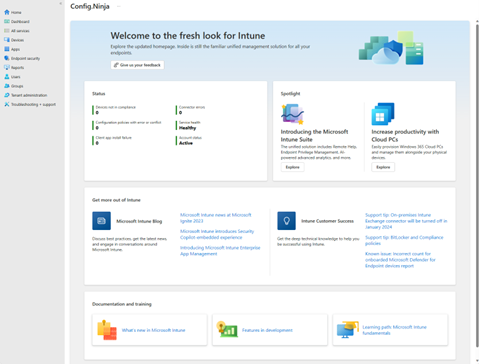 Home
Dashboard
All services
Devices
Apps
Endpoint security
Reports
Users
Groups
Tenant administration
Troubleshooting + support
Config.Ninja
Welcome to the fresh look for Intune
Explore the updated homepage. Inside is still the familiar unified management solution for all your
endpoints.
Give us your feedback
Status
Devices not in compliance
0
Connector errors
0
Configuration policies with error or conflict
0
Service health
Healthy
Client app install failure
0
Account status
Active
Spotlight
Introducing the Microsoft
Intune Suite
The unified solution includes Remote Help,
Endpoint Privilege Management, AI-
powered advanced analytics, and more.
Explore
Increase productivity with
Cloud PCs
Easily provision Windows 365 Cloud PCs
and manage them alongside your physical
devices.
Explore
Get more out of Intune
Microsoft Intune Blog
Discuss best practices, get the latest news
and engage in conversations around
Microsoft Intune.
Microsoft Intune news at Microsoft
Ignite 2023
Microsoft Intune introduces Security
Copilot embedded experience
Introducing Microsoft Intune Enterprise
App Management
Intune Customer Success
Get the deep technical knowledge to help you
be successful using Intune.
Support tip: On-premises Intune
Exchange connector will be turned off in
January 2024
Support tip: BitLocker and Compliance
policies
Known issue: Incorrect count for
onboarded Microsoft Defender for
Endpoint devices report
Documentation and training
What's new in Microsoft Intune
Features in development
Learning path: Microsoft Intune
fundamentals